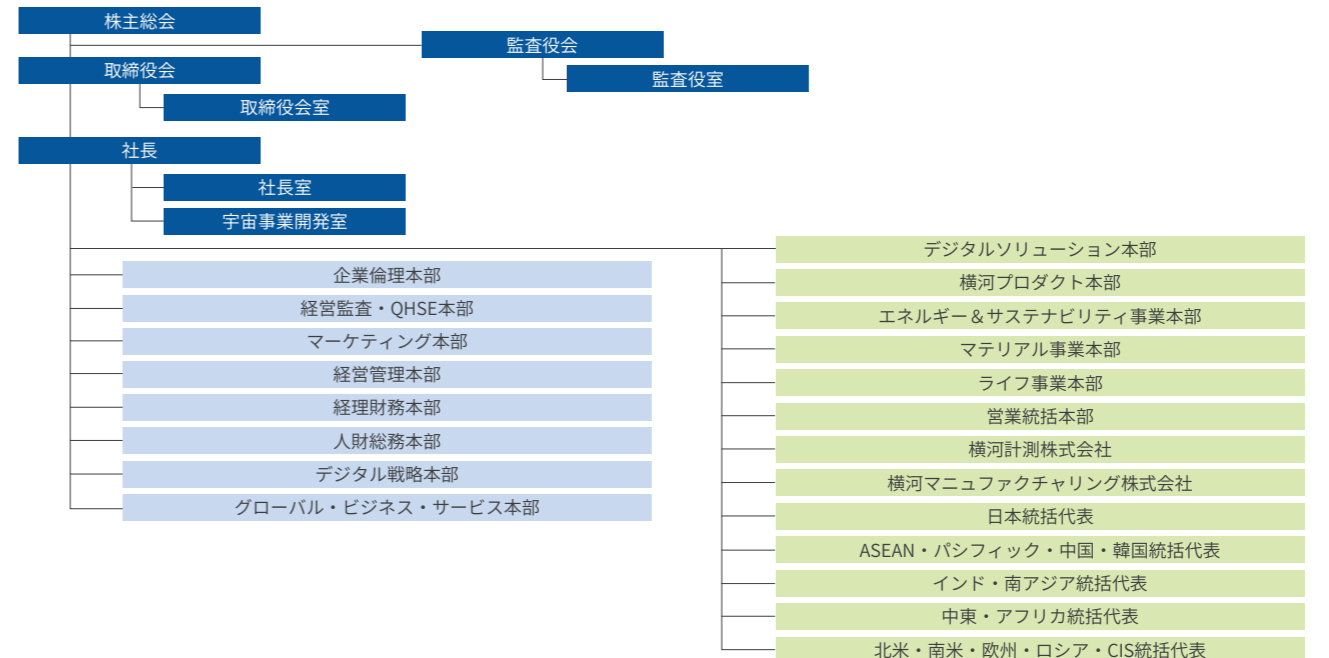 株主総会
監査役会
監査役室
取締役会
取締役会室
社長
社長室
宇宙事業開発室
企業倫理本部
経営監査・QHSE本部
マーケティング本部
経営管理本部
経理財務本部
人財総務本部
デジタル戦略本部
グローバル・ビジネス・サービス本部
デジタルソリューション本部
横河プロダクト本部
エネルギー＆サステナビリティ事業本部
マテリアル事業本部
ライフ事業本部
営業統括本部
横河計測株式会社
横河マニュファクチャリング株式会社
日本統括代表
ASEAN・パシフィック・中国・韓国統括代表
インド・南アジア統括代表
中東・アフリカ統括代表
北米・南米・欧州・ロシア・CIS統括代表